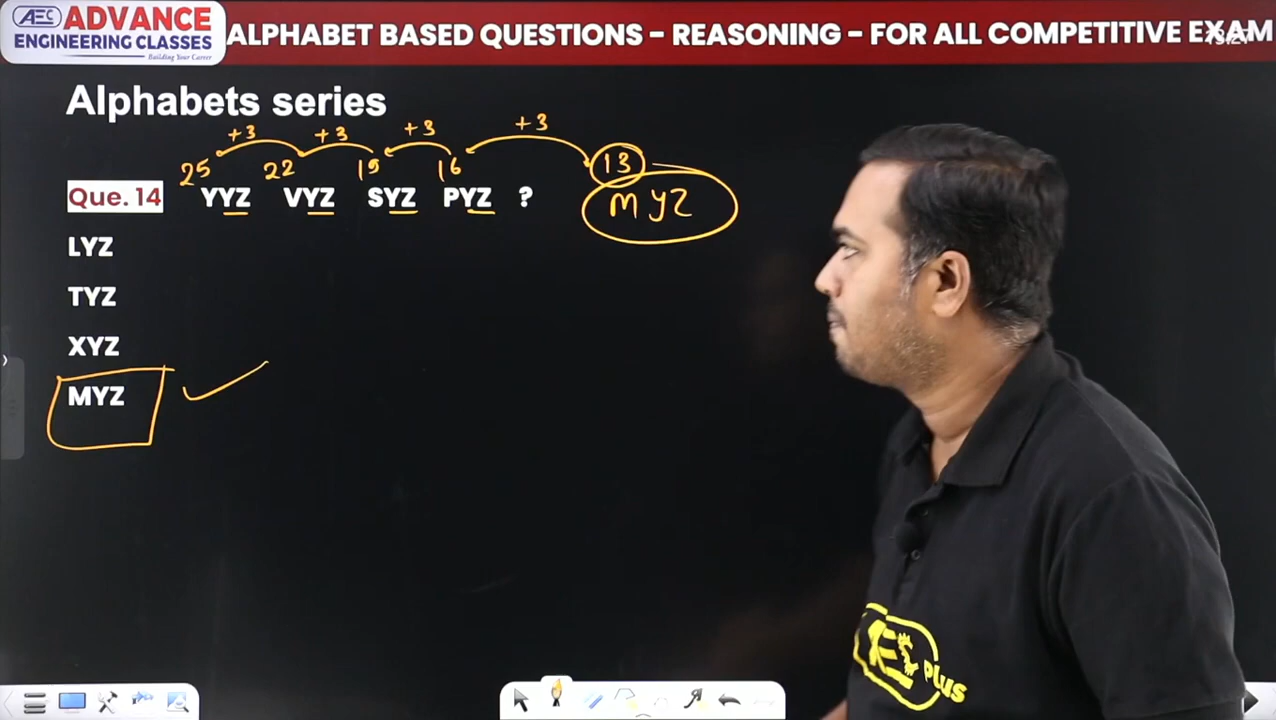 AEC ADVANCE
ENGINEERING CLASSES
Building Your Career
ALPHABET BASED QUESTIONS - REASONING - FOR ALL COMPETITIVE EXAM
Alphabets series
+3 +3 +3 +3
25 22 19 16 13
Que. 14 YYZ VYZ SYZ PYZ ? MYZ
LYZ
TYZ
XYZ
MYZ
plus